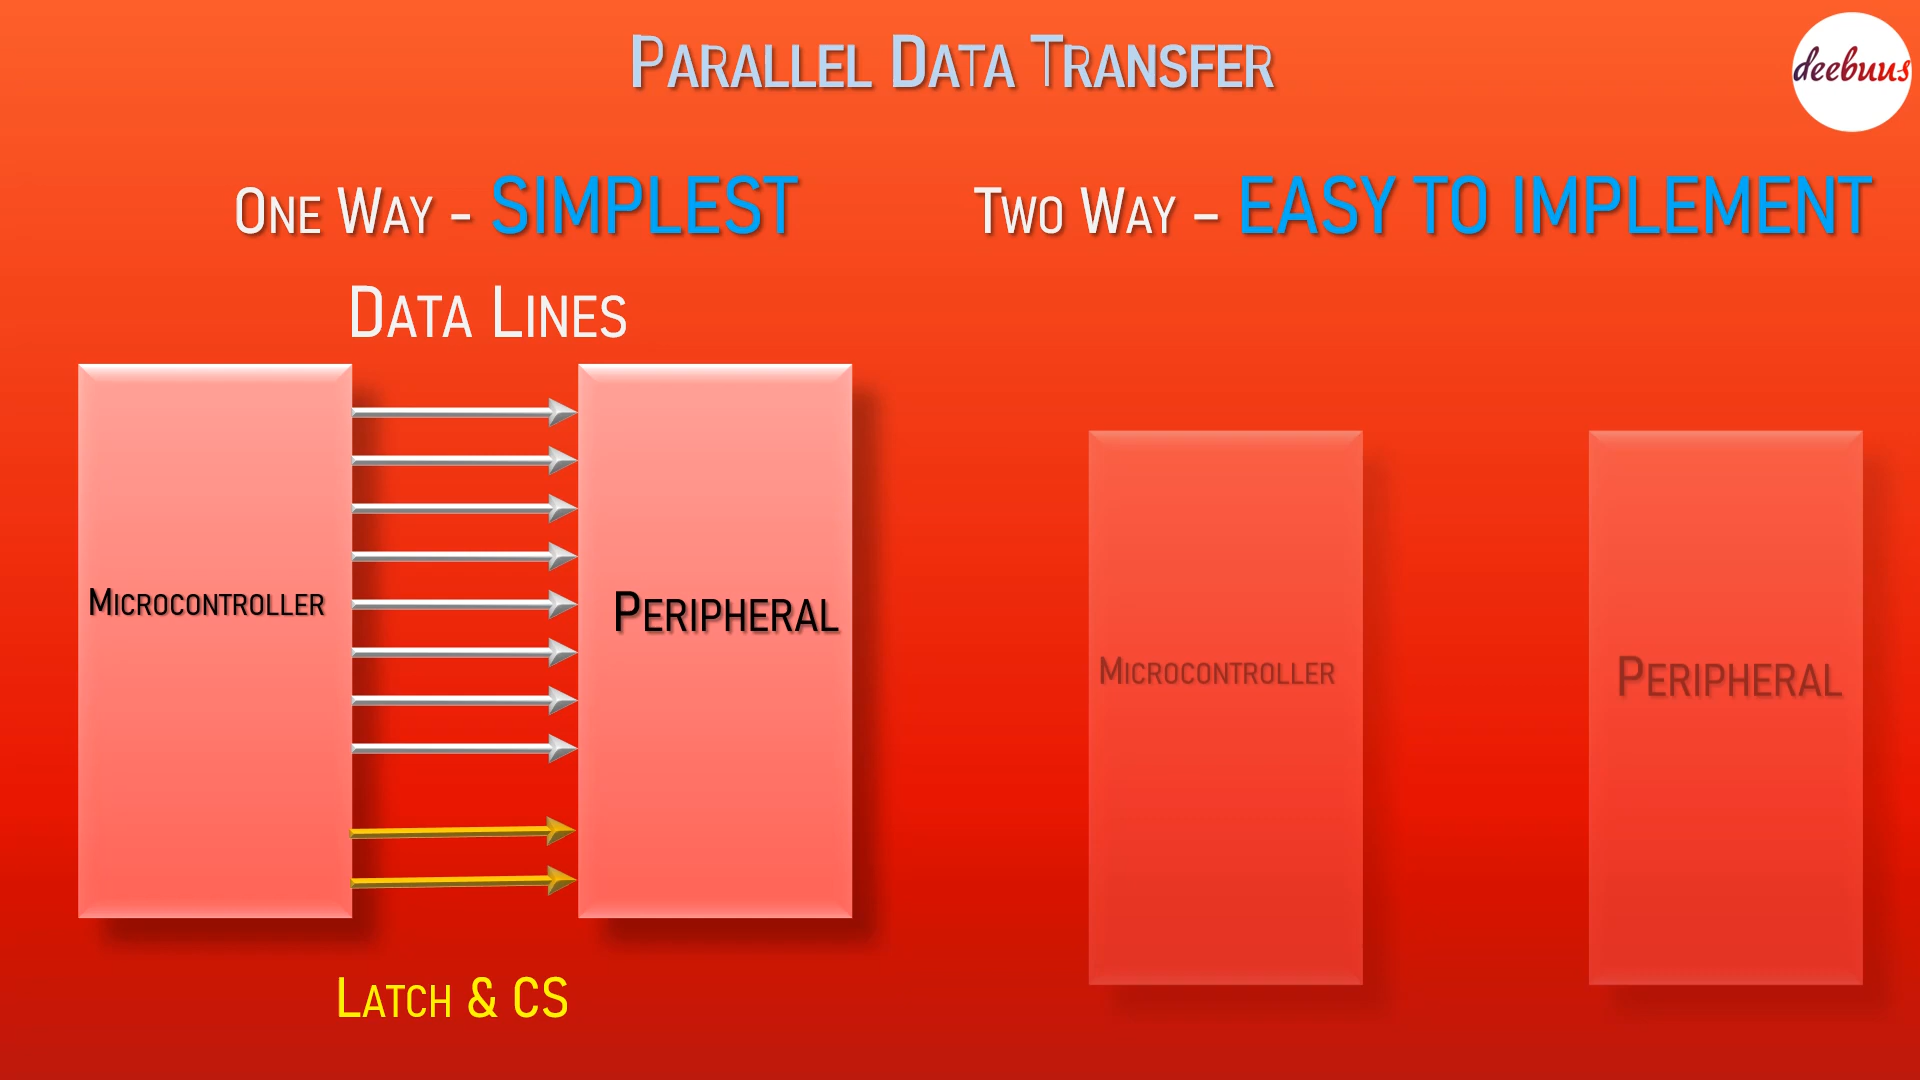 PARALLEL DATA TRANSFER
deebuus
ONE WAY - SIMPLEST
TWO WAY – EASY TO IMPLEMENT
DATA LINES
MICROCONTROLLER
PERIPHERAL
MICROCONTROLLER
PERIPHERAL
LATCH & CS